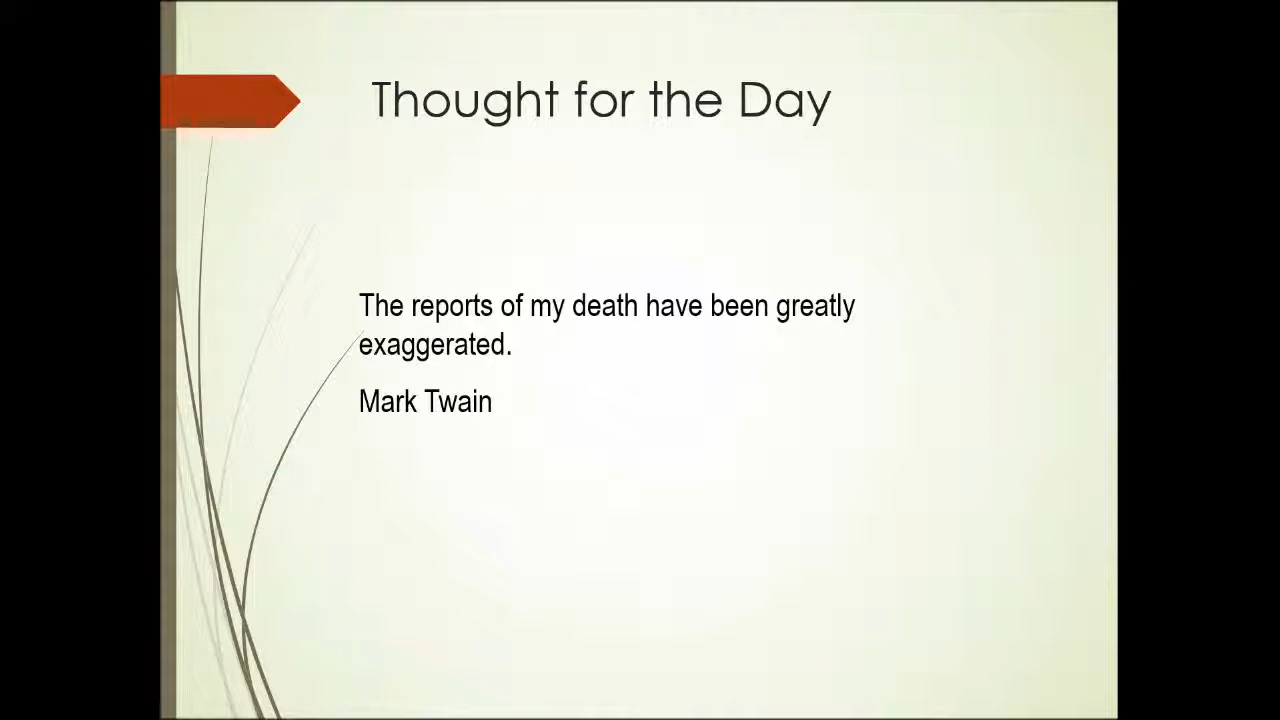 Thought for the Day
The reports of my death have been greatly
exaggerated.
Mark Twain